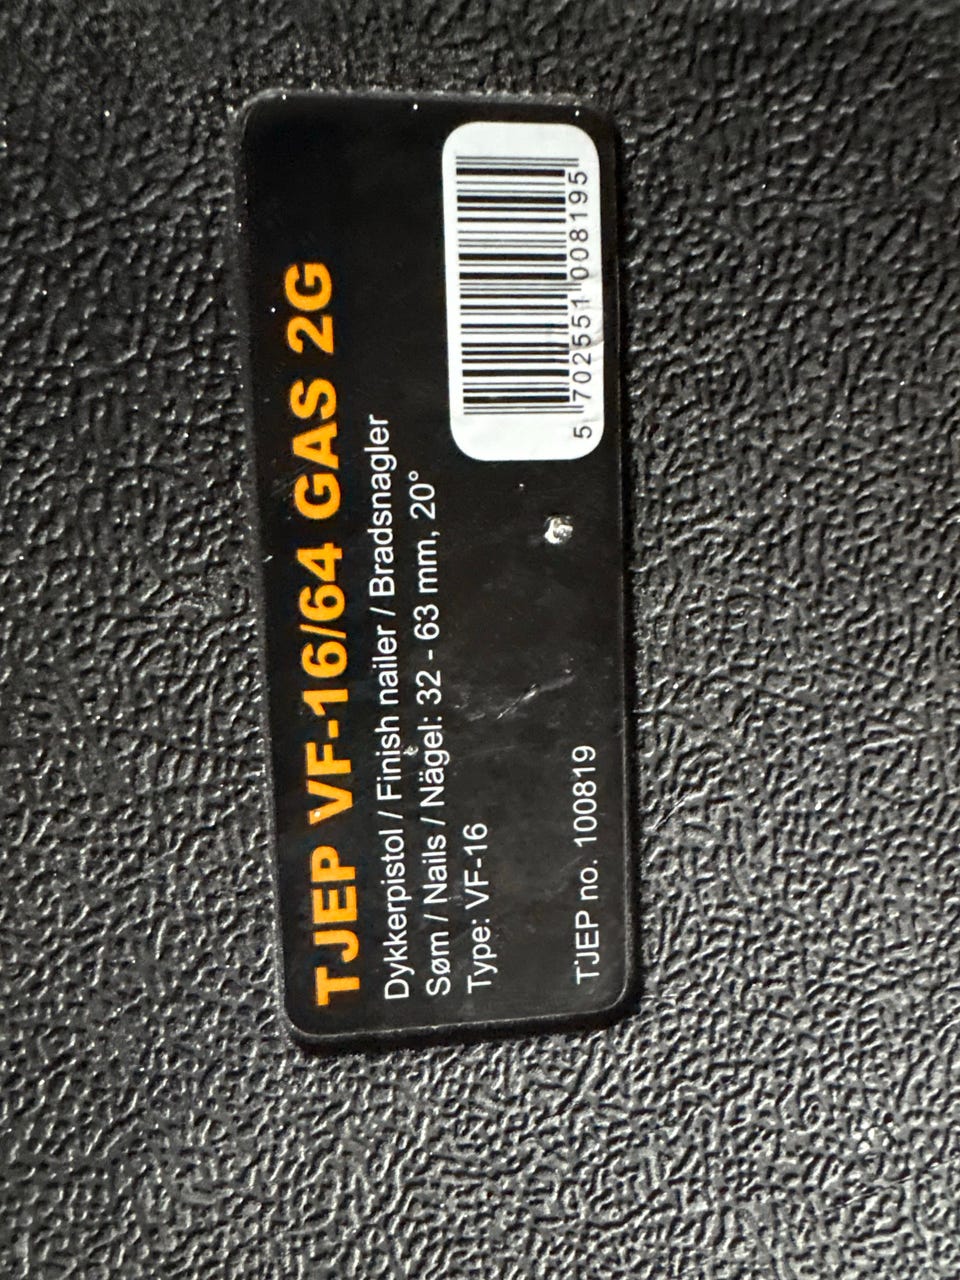 TJEP VF-16/64 GAS 2G
Dykkerpistol / Finish nailer / Bradsnagler
Søm / Nails / Nägel: 32 - 63 mm, 20°
Type: VF-16
TJEP no. 100819
5 702551 008195